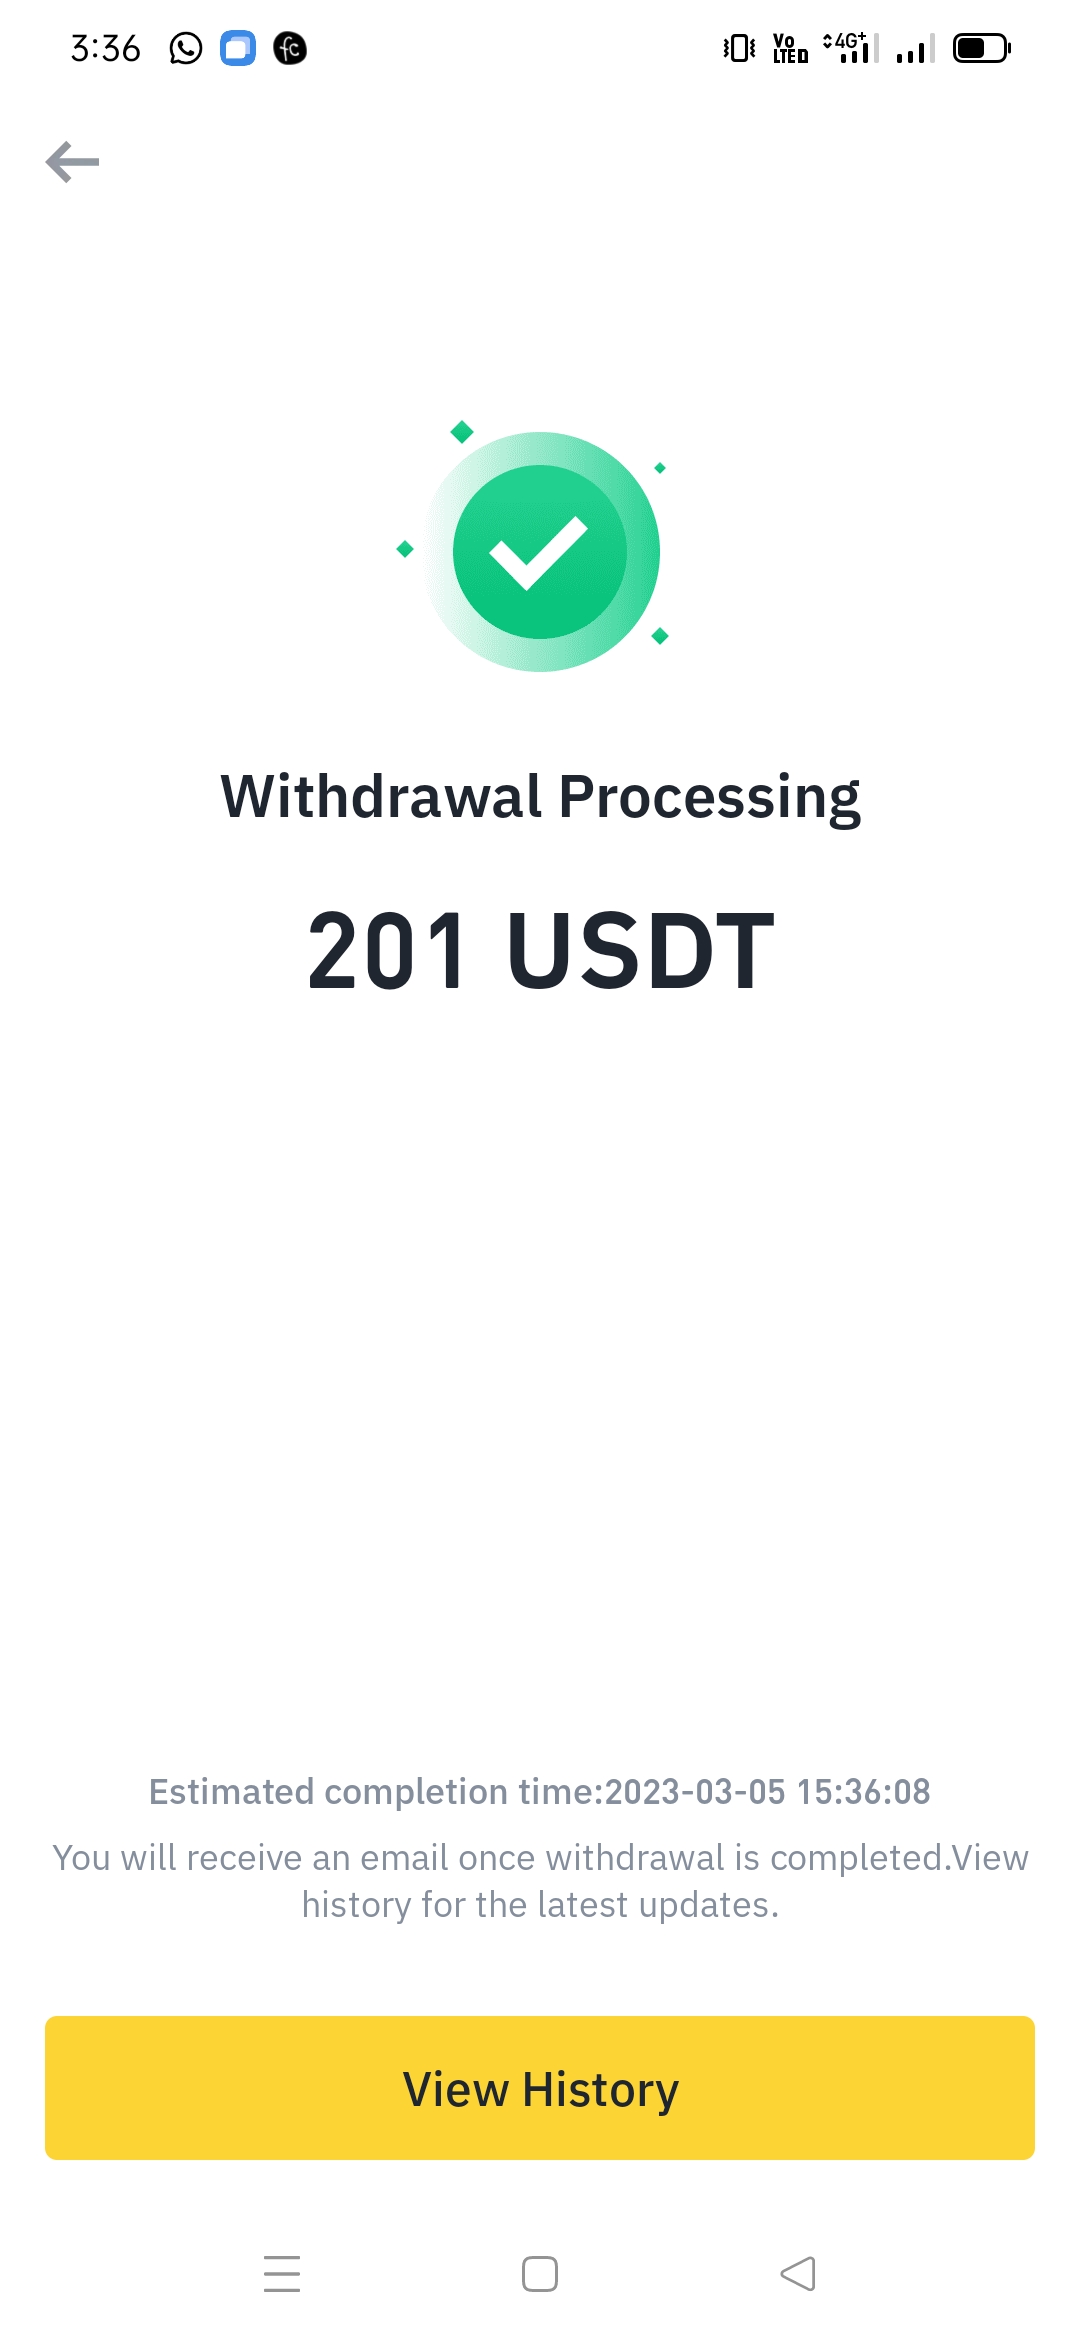 3:36
Vo
LTE D
4G+
Withdrawal Processing
201 USDT
Estimated completion time:2023-03-05 15:36:08
You will receive an email once withdrawal is completed.View
history for the latest updates.
View History